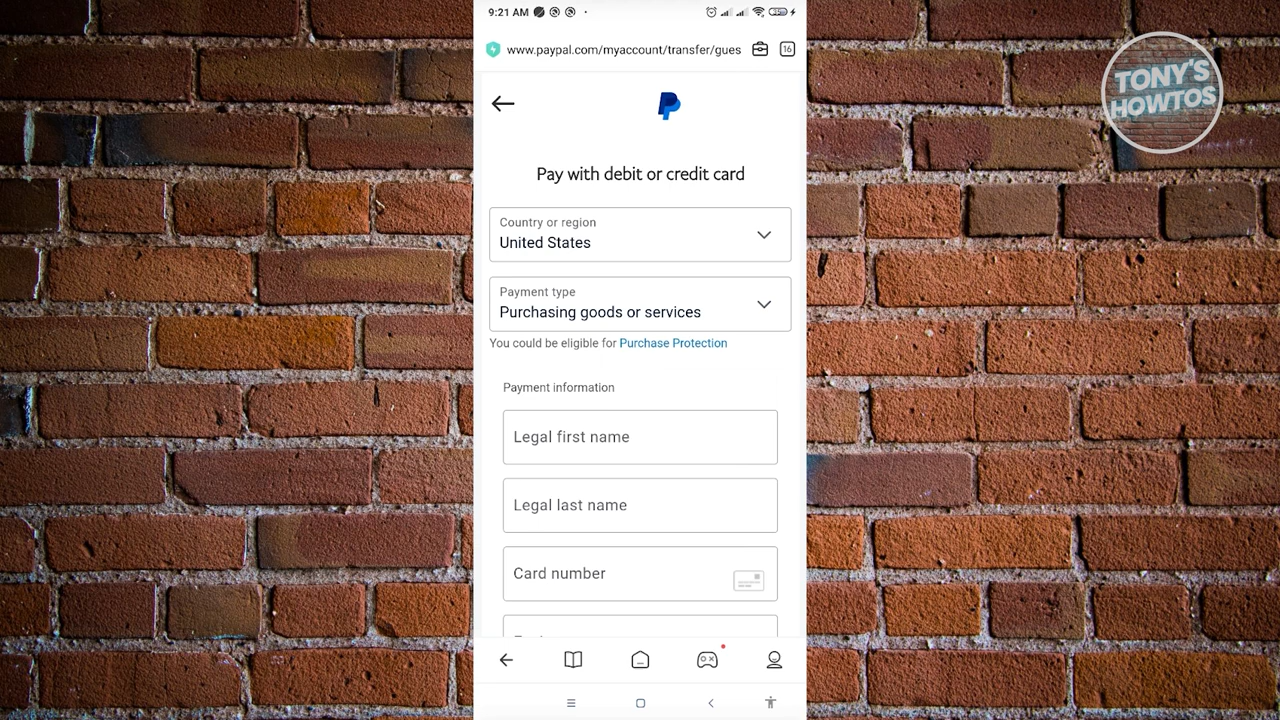 9:21 AM
www.paypal.com/myaccount/transfer/gues
16
TONY'S
HOWTOS
Pay with debit or credit card
Country or region
United States
Payment type
Purchasing goods or services
You could be eligible for Purchase Protection
Payment information
Legal first name
Legal last name
Card number